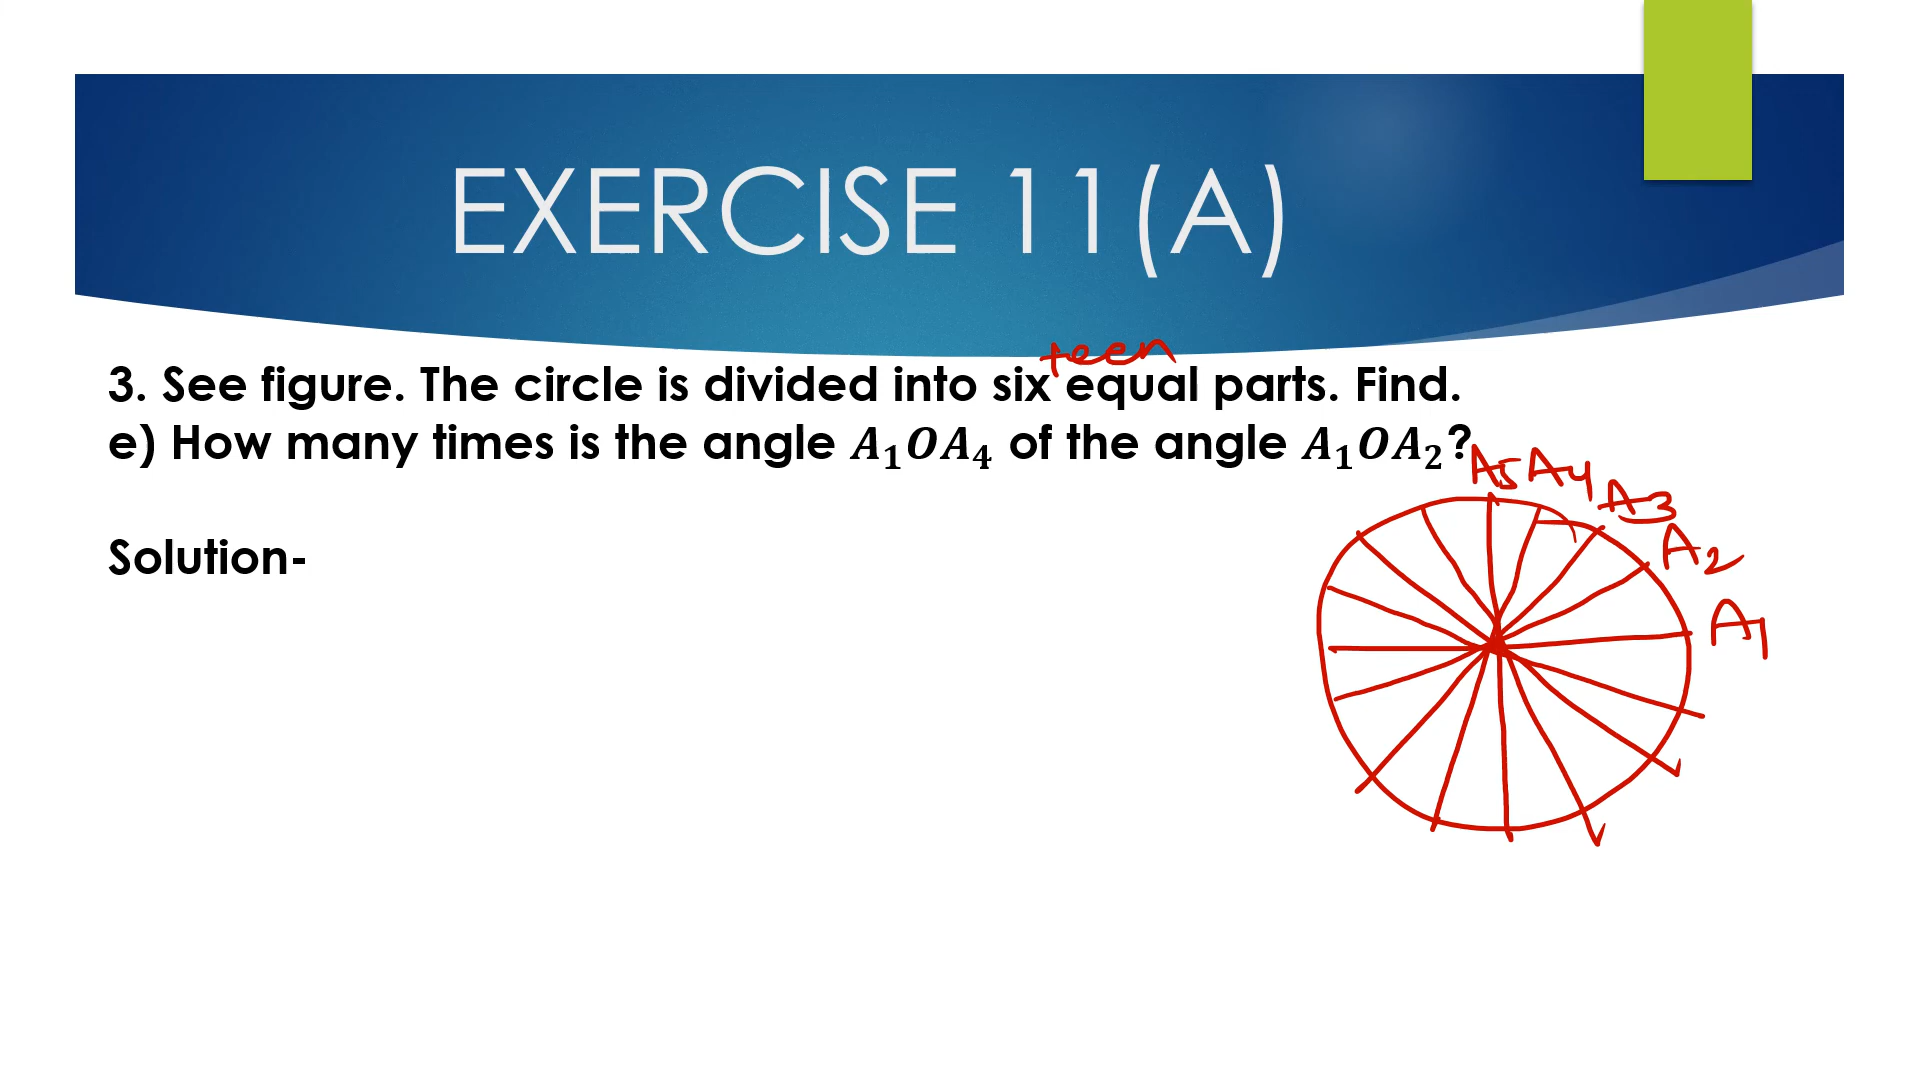 EXERCISE 11(A)
teen
3. See figure. The circle is divided into six equal parts. Find.
e) How many times is the angle A₁OA₄ of the angle A₁OA₂?
A5 A4
A3
A2
Solution-
A1